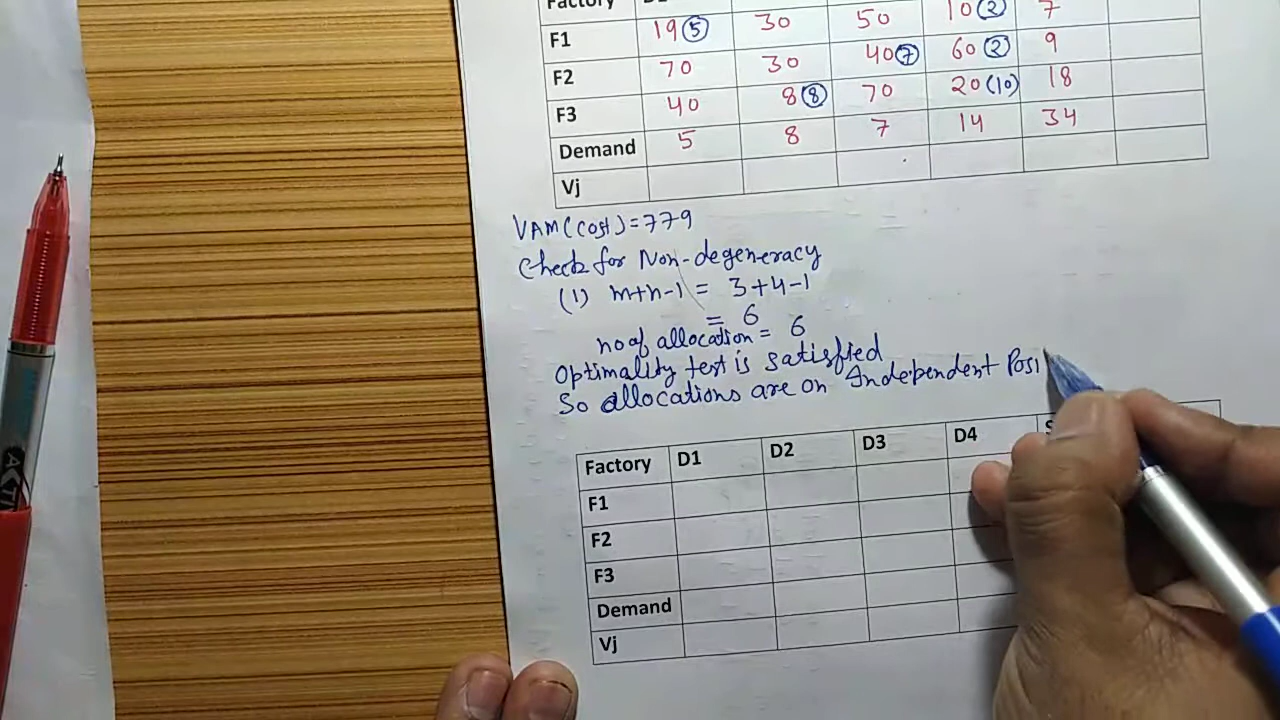 Factory
F1 19(5) 30 50 10(2) 7
F2 70 30 40(7) 60(2) 9
F3 40 8(8) 70 20(10) 18
Demand 5 8 7 14 34
Vj
VAM(cost)=779
Check for Non-degeneracy
(1) m+n-1 = 3+4-1
= 6
no of allocation = 6
Optimality test is satisfied
So allocations are on Independent Posi
Factory D1 D2 D3 D4 S
F1
F2
F3
Demand
Vj